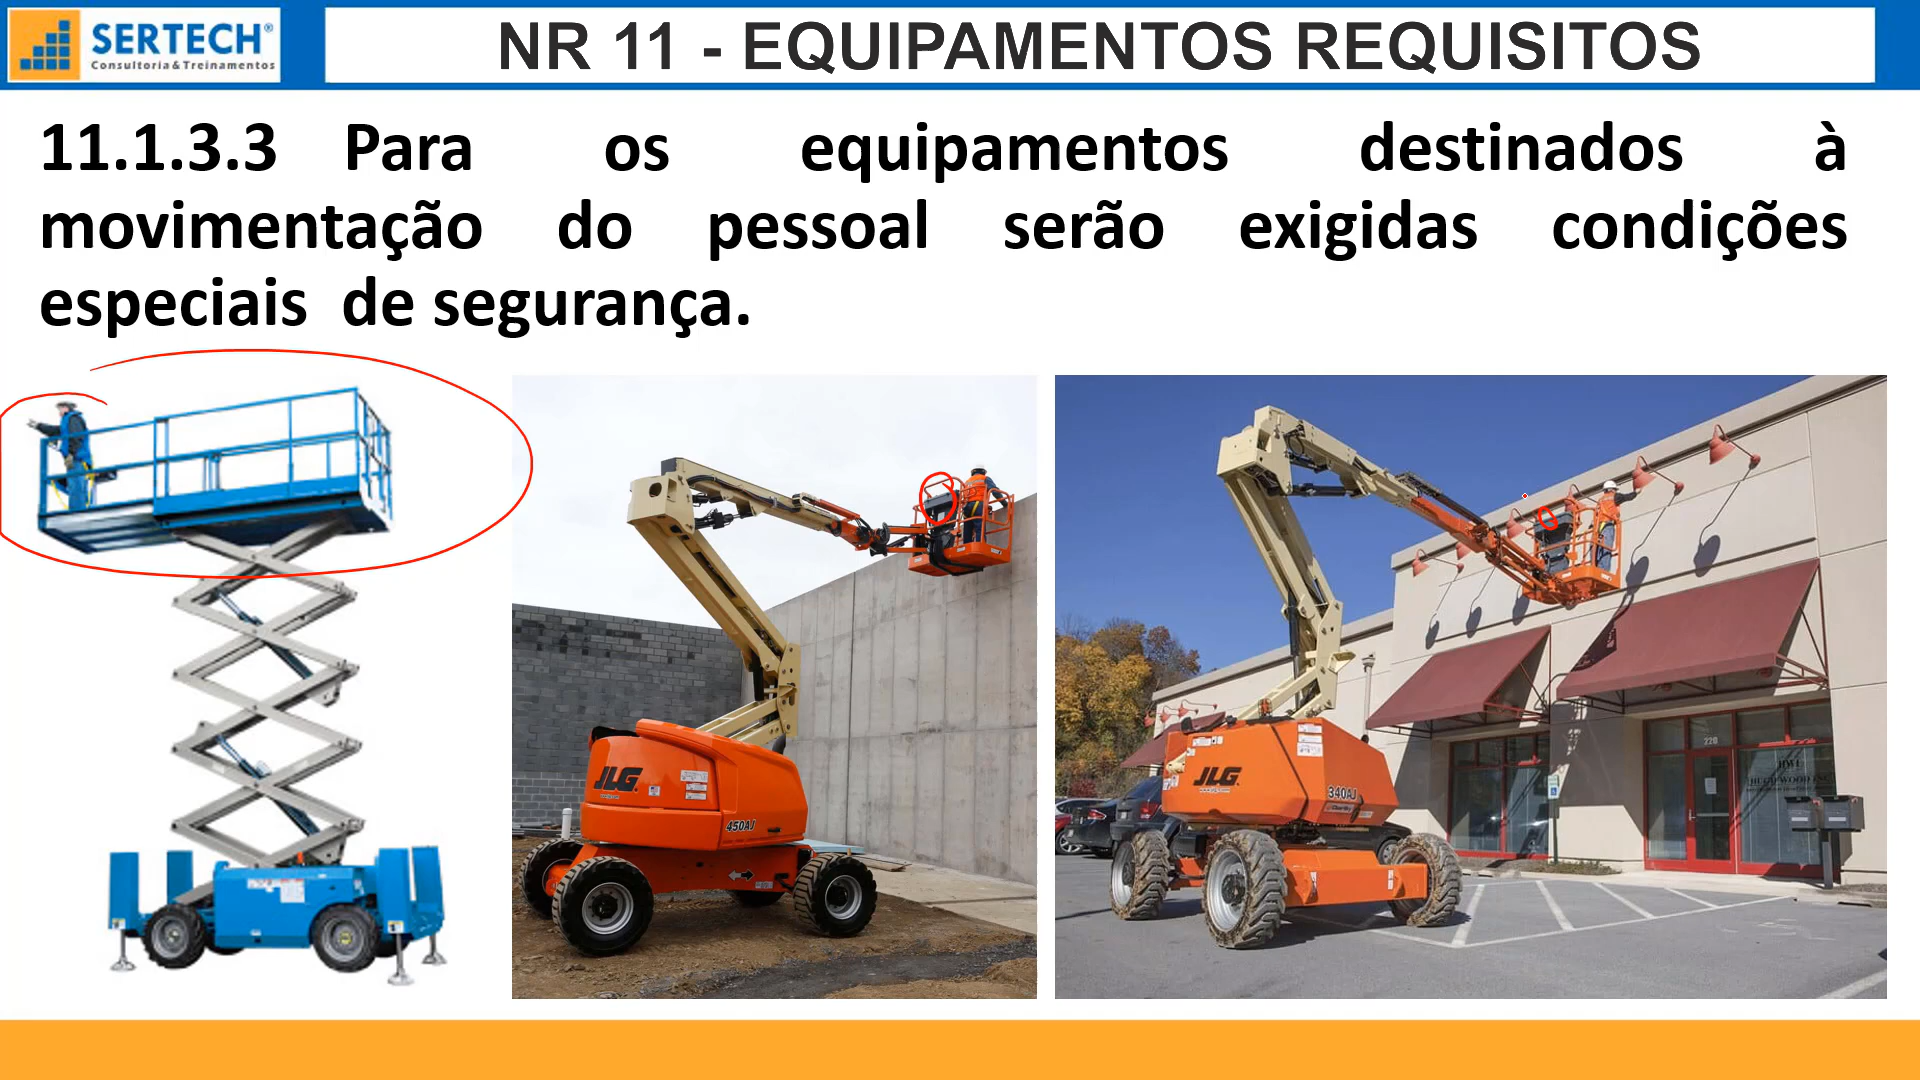 SERTECH®
Consultoria & Treinamentos
NR 11 - EQUIPAMENTOS REQUISITOS
11.1.3.3 Para os equipamentos destinados à
movimentação do pessoal serão exigidas condições
especiais de segurança.
JLG
450AJ
JLG
340AJ
228